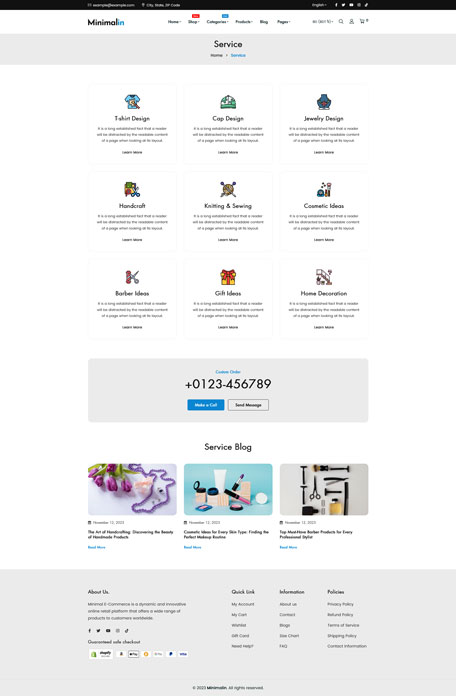 example@example.com City, State, ZIP Code English
Minimalin Home Shop Categories Products Blog Pages 0
Service
Home Service
T-shirt Design Cap Design Jewelry Design
It is a long established fact that a reader It is a long established fact that a reader It is a long established fact that a reader
will be distracted by the readable content will be distracted by the readable content will be distracted by the readable content
of a page when looking at its layout of a page when looking at its layout of a page when looking at its layout
Learn More Learn More Learn More
Handcraft Knitting & Sewing Cosmetic Ideas
It is a long established fact that a reader It is a long established fact that a reader It is a long established fact that a reader
will be distracted by the readable content will be distracted by the readable content will be distracted by the readable content
of a page when looking at its layout of a page when looking at its layout of a page when looking at its layout
Learn More Learn More Learn More
Barber Ideas Gift Ideas Home Decoration
It is a long established fact that a reader It is a long established fact that a reader It is a long established fact that a reader
will be distracted by the readable content will be distracted by the readable content will be distracted by the readable content
of a page when looking at its layout of a page when looking at its layout of a page when looking at its layout
Learn More Learn More Learn More
Custom Order
+0123-456789
Make a Call Send Message
Service Blog
November 12, 2023 November 12, 2023 November 12, 2023
The Art of Handcrafting: Discovering the Beauty Cosmetic Ideas for Every Skin Type: Finding the Top Must-Have Barber Products for Every
of Handmade Products Perfect Makeup Routine Professional Stylist
Read More Read More Read More
About Us. Quick Link Information Policies
Minimal E-Commerce is a dynamic and innovative My Account About us Privacy Policy
online retail platform that offers a wide range of My Cart Contact Refund Policy
products to customers worldwide. Wishlist Blogs Terms of Service
Gift Card Size Chart Shipping Policy
Guaranteed safe checkout Need Help? FAQ Contact Information
shopify Pay VISA
© 2023 Minimalin. All rights reserved.